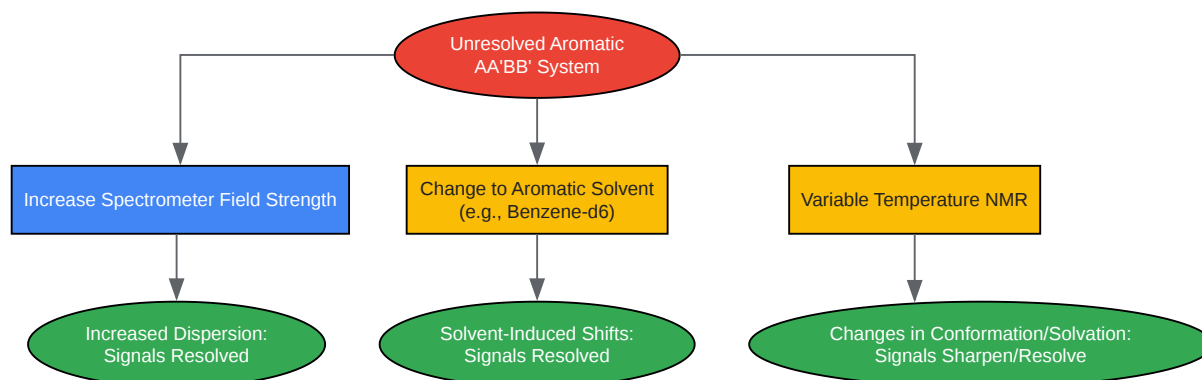 Unresolved Aromatic
AA'BB' System
Increase Spectrometer Field Strength
Change to Aromatic Solvent
(e.g., Benzene-d6)
Variable Temperature NMR
Increased Dispersion:
Signals Resolved
Solvent-Induced Shifts:
Signals Resolved
Changes in Conformation/Solvation:
Signals Sharpen/Resolve